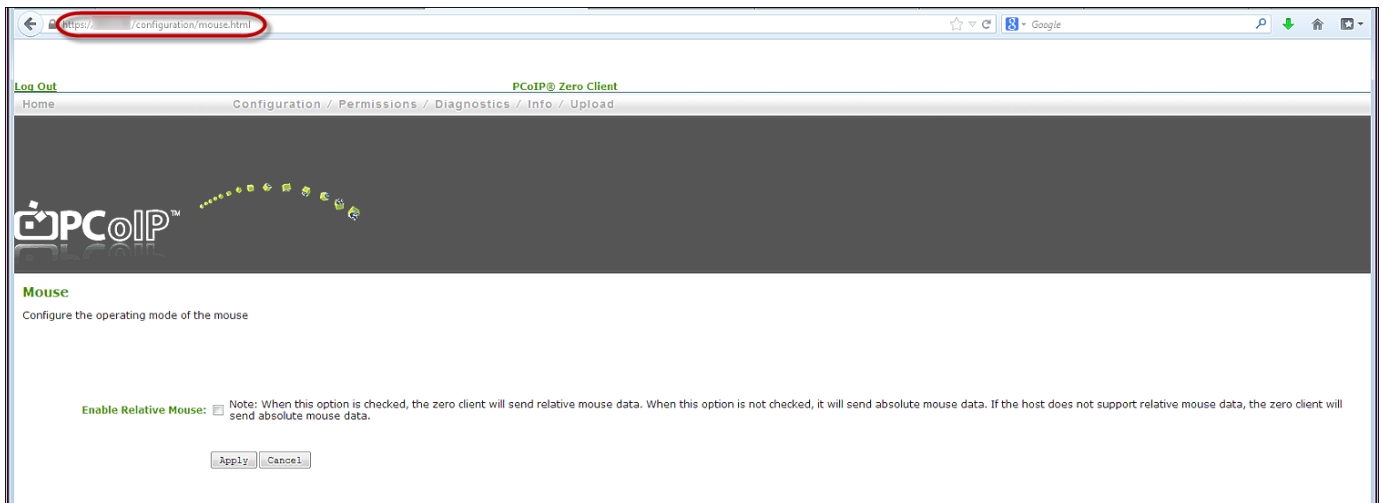 https:// /configuration/mouse.html
Google
Log Out
PCoIP® Zero Client
Home
Configuration / Permissions / Diagnostics / Info / Upload
PCoIP™
Mouse
Configure the operating mode of the mouse
Enable Relative Mouse:
Note: When this option is checked, the zero client will send relative mouse data. When this option is not checked, it will send absolute mouse data. If the host does not support relative mouse data, the zero client will
send absolute mouse data.
Apply
Cancel